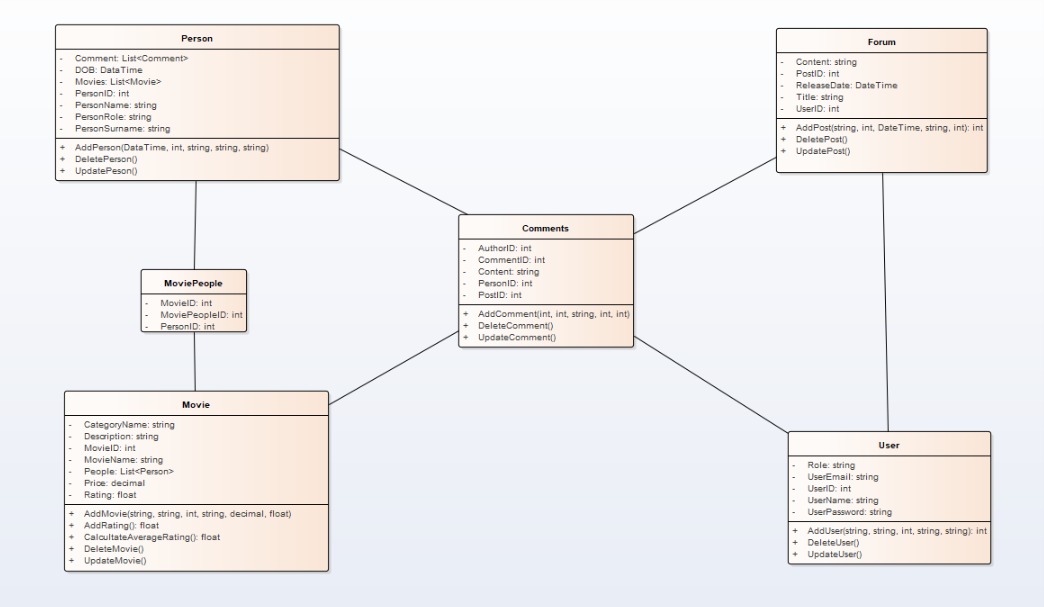 Person
- Comment: List<Comment>
- DOB: DataTime
- Movies: List<Movie>
- PersonID: int
- PersonName: string
- PersonRole: string
- PersonSurname: string
+ AddPerson(DataTime, int, string, string, string)
+ DeletePerson()
+ UpdatePeson()
Forum
- Content: string
- PostID: int
- ReleaseDate: DateTime
- Title: string
- UserID: int
+ AddPost(string, int, DateTime, string, int): int
+ DeletePost()
+ UpdatePost()
Comments
- AuthorID: int
- CommentID: int
- Content: string
- PersonID: int
- PostID: int
+ AddComment(int, int, string, int, int)
+ DeleteComment()
+ UpdateComment()
MoviePeople
- MovieID: int
- MoviePeopleID: int
- PersonID: int
Movie
- CategoryName: string
- Description: string
- MovieID: int
- MovieName: string
- People: List<Person>
- Price: decimal
- Rating: float
+ AddMovie(string, string, int, string, decimal, float)
+ AddRating(): float
+ CalcultateAverageRating(): float
+ DeleteMovie()
+ UpdateMovie()
User
- Role: string
- UserEmail: string
- UserID: int
- UserName: string
- UserPassword: string
+ AddUser(string, string, int, string, string): int
+ DeleteUser()
+ UpdateUser()